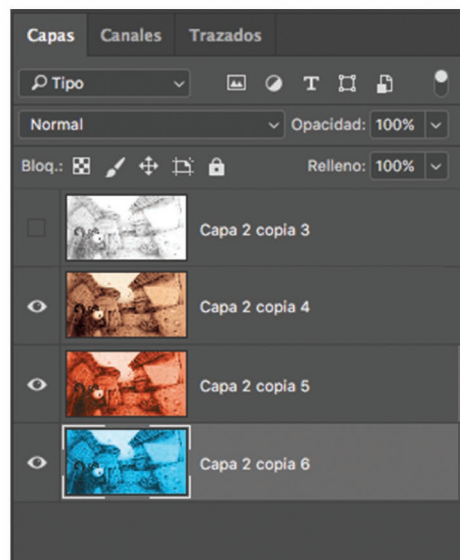 Capas Canales Trazados
Tipo
Normal Opacidad: 100%
Bloq.: Relleno: 100%
Capa 2 copia 3
Capa 2 copia 4
Capa 2 copia 5
Capa 2 copia 6